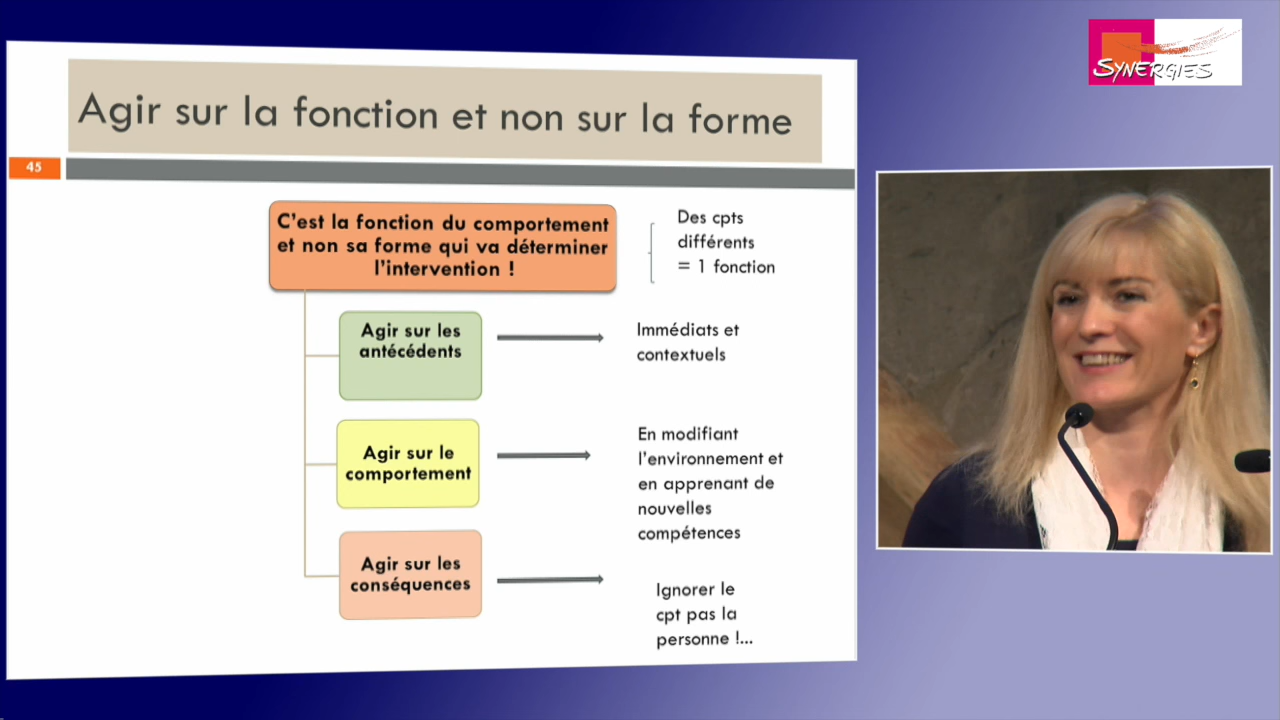 SYNERGIES
Agir sur la fonction et non sur la forme
45
C'est la fonction du comportement
et non sa forme qui va déterminer
l'intervention !
Des cpts
différents
= 1 fonction
Agir sur les
antécédents
Immédiats et
contextuels
Agir sur le
comportement
En modifiant
l'environnement et
en apprenant de
nouvelles
compétences
Agir sur les
conséquences
Ignorer le
cpt pas la
personne !...